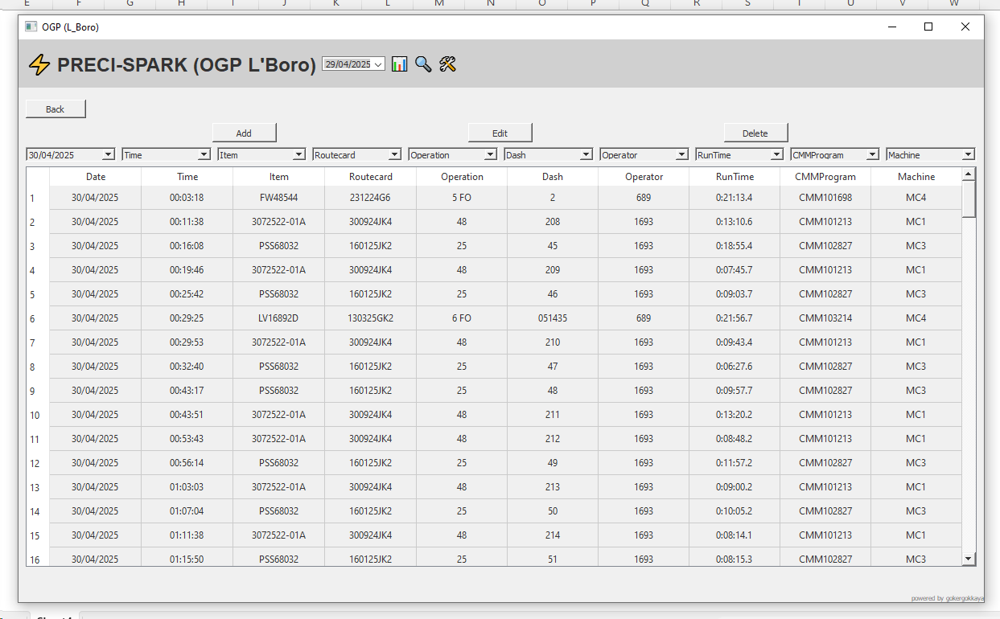 E F G H I J K L M N O P Q R S T U V W
OGP (L_Boro)
PRECI-SPARK (OGP L'Boro) 29/04/2025
Back
Add Edit Delete
30/04/2025 Time Item Routecard Operation Dash Operator RunTime CMMProgram Machine
Date Time Item Routecard Operation Dash Operator RunTime CMMProgram Machine
1 30/04/2025 00:03:18 FW48544 231224G6 5 FO 2 689 0:21:13.4 CMM101698 MC4
2 30/04/2025 00:11:38 3072522-01A 300924JK4 48 208 1693 0:13:10.6 CMM101213 MC1
3 30/04/2025 00:16:08 PSS68032 160125JK2 25 45 1693 0:18:55.4 CMM102827 MC3
4 30/04/2025 00:19:46 3072522-01A 300924JK4 48 209 1693 0:07:45.7 CMM101213 MC1
5 30/04/2025 00:25:42 PSS68032 160125JK2 25 46 1693 0:09:03.7 CMM102827 MC3
6 30/04/2025 00:29:25 LV16892D 130325GK2 6 FO 051435 689 0:21:56.7 CMM103214 MC4
7 30/04/2025 00:29:53 3072522-01A 300924JK4 48 210 1693 0:09:43.4 CMM101213 MC1
8 30/04/2025 00:32:40 PSS68032 160125JK2 25 47 1693 0:06:27.6 CMM102827 MC3
9 30/04/2025 00:43:17 PSS68032 160125JK2 25 48 1693 0:09:57.7 CMM102827 MC3
10 30/04/2025 00:43:51 3072522-01A 300924JK4 48 211 1693 0:13:20.2 CMM101213 MC1
11 30/04/2025 00:53:43 3072522-01A 300924JK4 48 212 1693 0:08:48.2 CMM101213 MC1
12 30/04/2025 00:56:14 PSS68032 160125JK2 25 49 1693 0:11:57.2 CMM102827 MC3
13 30/04/2025 01:03:03 3072522-01A 300924JK4 48 213 1693 0:09:00.2 CMM101213 MC1
14 30/04/2025 01:07:04 PSS68032 160125JK2 25 50 1693 0:10:05.2 CMM102827 MC3
15 30/04/2025 01:11:38 3072522-01A 300924JK4 48 214 1693 0:08:14.1 CMM101213 MC1
16 30/04/2025 01:15:50 PSS68032 160125JK2 25 51 1693 0:08:15.3 CMM102827 MC3
powered by gokergokkaya